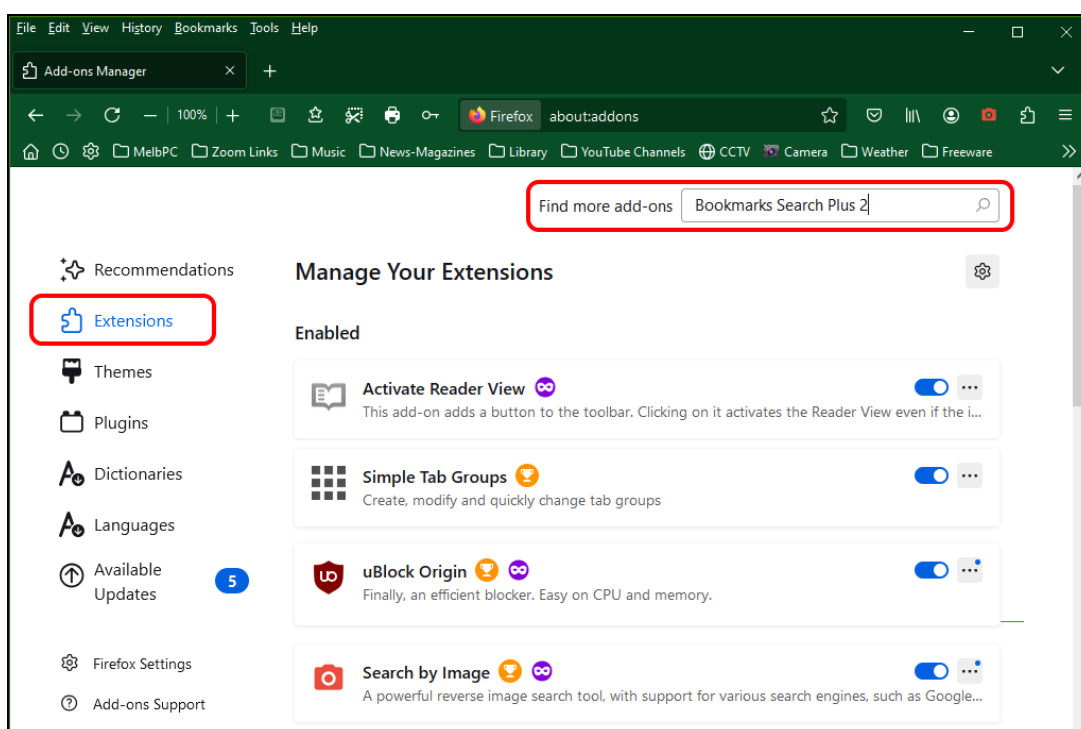 File Edit View History Bookmarks Tools Help
Add-ons Manager
100%
Firefox about:addons
MelbPC Zoom Links Music News-Magazines Library YouTube Channels CCTV Camera Weather Freeware
Find more add-ons Bookmarks Search Plus 2
Recommendations
Extensions
Themes
Plugins
Dictionaries
Languages
Available
Updates
5
Firefox Settings
Add-ons Support
Manage Your Extensions
Enabled
Activate Reader View
This add-on adds a button to the toolbar. Clicking on it activates the Reader View even if the i...
Simple Tab Groups
Create, modify and quickly change tab groups
uBlock Origin
Finally, an efficient blocker. Easy on CPU and memory.
Search by Image
A powerful reverse image search tool, with support for various search engines, such as Google...